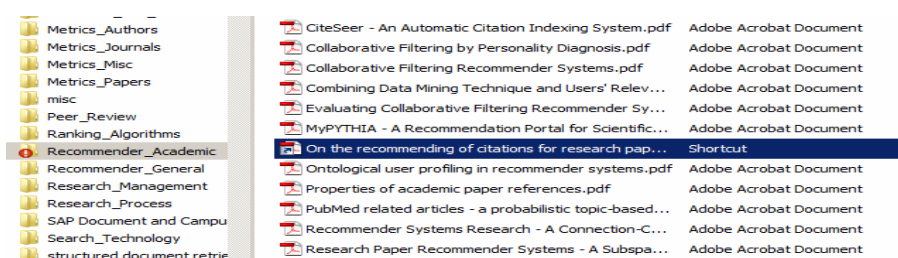 Metrics_Authors
Metrics_Journals
Metrics_Misc
Metrics_Papers
misc
Peer_Review
Ranking_Algorithms
Recommender_Academic
Recommender_General
Research_Management
Research_Process
SAP Document and Campu
Search_Technology
structured document retrie
CiteSeer - An Automatic Citation Indexing System.pdf Adobe Acrobat Document
Collaborative Filtering by Personality Diagnosis.pdf Adobe Acrobat Document
Collaborative Filtering Recommender Systems.pdf Adobe Acrobat Document
Combining Data Mining Technique and Users' Relev... Adobe Acrobat Document
Evaluating Collaborative Filtering Recommender Sy... Adobe Acrobat Document
MyPYTHIA - A Recommendation Portal for Scientific... Adobe Acrobat Document
On the recommending of citations for research pap... Shortcut
Ontological user profiling in recommender systems.pdf Adobe Acrobat Document
Properties of academic paper references.pdf Adobe Acrobat Document
PubMed related articles - a probabilistic topic-based... Adobe Acrobat Document
Recommender Systems Research - A Connection-C... Adobe Acrobat Document
Research Paper Recommender Systems - A Subspa... Adobe Acrobat Document